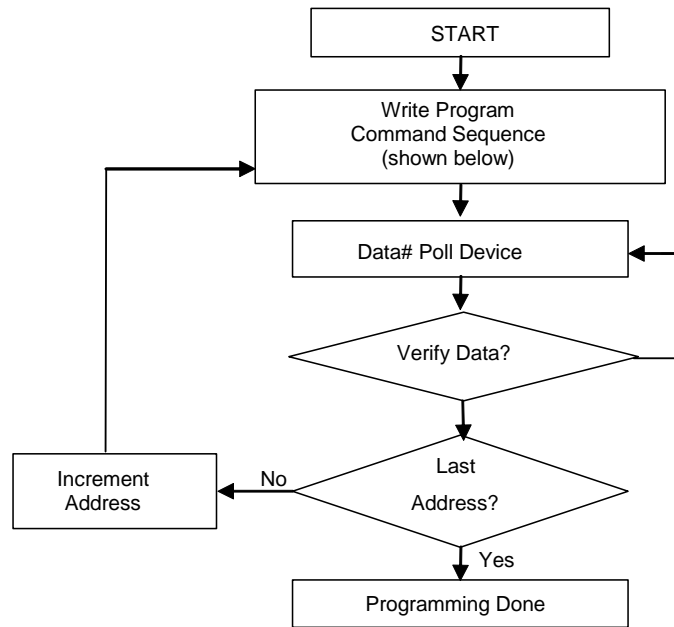 START
Write Program
Command Sequence
(shown below)
Data# Poll Device
Verify Data?
Last
Address?
No
Increment
Address
Yes
Programming Done